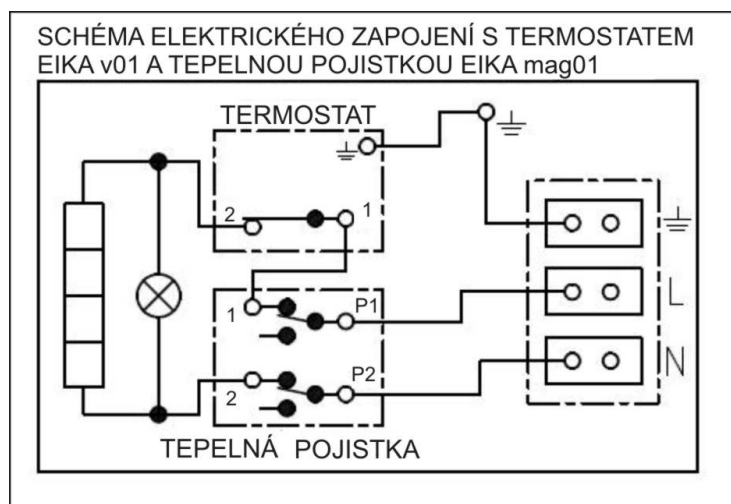 SCHÉMA ELEKTRICKÉHO ZAPOJENÍ S TERMOSTATEM
EIKA v01 A TEPELNOU POJISTKOU EIKA mag01
TERMOSTAT
2
1
1
P1
L
2
P2
N
TEPELNÁ POJISTKA